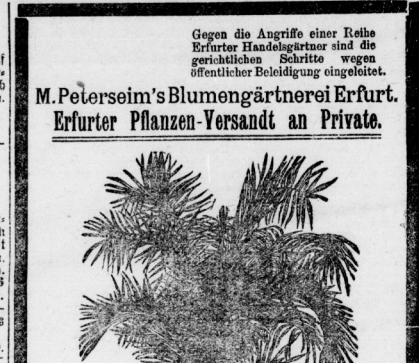 Gegen die Angriffe einer Reihe
Erfurter Handelsgärtner sind die
gerichtlichen Schritte wegen
öffentlicher Beleidigung eingeleitet.
M. Peterseim's Blumengärtnerei Erfurt.
Erfurter Pflanzen-Versandt an Private.